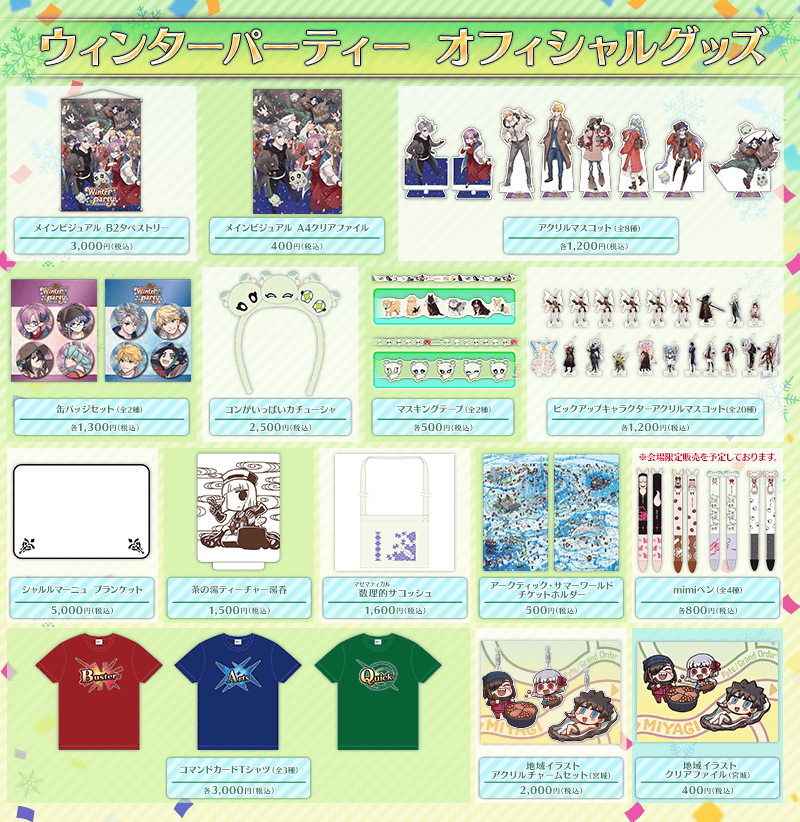 ウィンターパーティー オフィシャルグッズ
Winter party
メインビジュアル B2タペストリー
3,000円(税込)
メインビジュアル A4クリアファイル
400円(税込)
アクリルマスコット(全8種)
各1,200円(税込)
Winter party
Winter party
缶バッジセット(全2種)
各1,300円(税込)
コンがいっぱいカチューシャ
2,500円(税込)
マスキングテープ(全2種)
各500円(税込)
ピックアップキャラクターアクリルマスコット(全20種)
各1,200円(税込)
※会場限定販売を予定しております。
シャルルマーニュ ブランケット
5,000円(税込)
茶の湯ティーチャー湯呑
1,500円(税込)
マセマティカル
数理的サコッシュ
1,600円(税込)
アークティック・サマーワールド
チケットホルダー
500円(税込)
mimiペン(全4種)
各800円(税込)
Buster
Arts
Quick
コマンドカードTシャツ(全3種)
各3,000円(税込)
Fate/Grand Order
MIYAGI
地域イラスト
アクリルチャームセット(宮城)
2,000円(税込)
Fate/Grand Order
MIYAGI
地域イラスト
クリアファイル(宮城)
400円(税込)